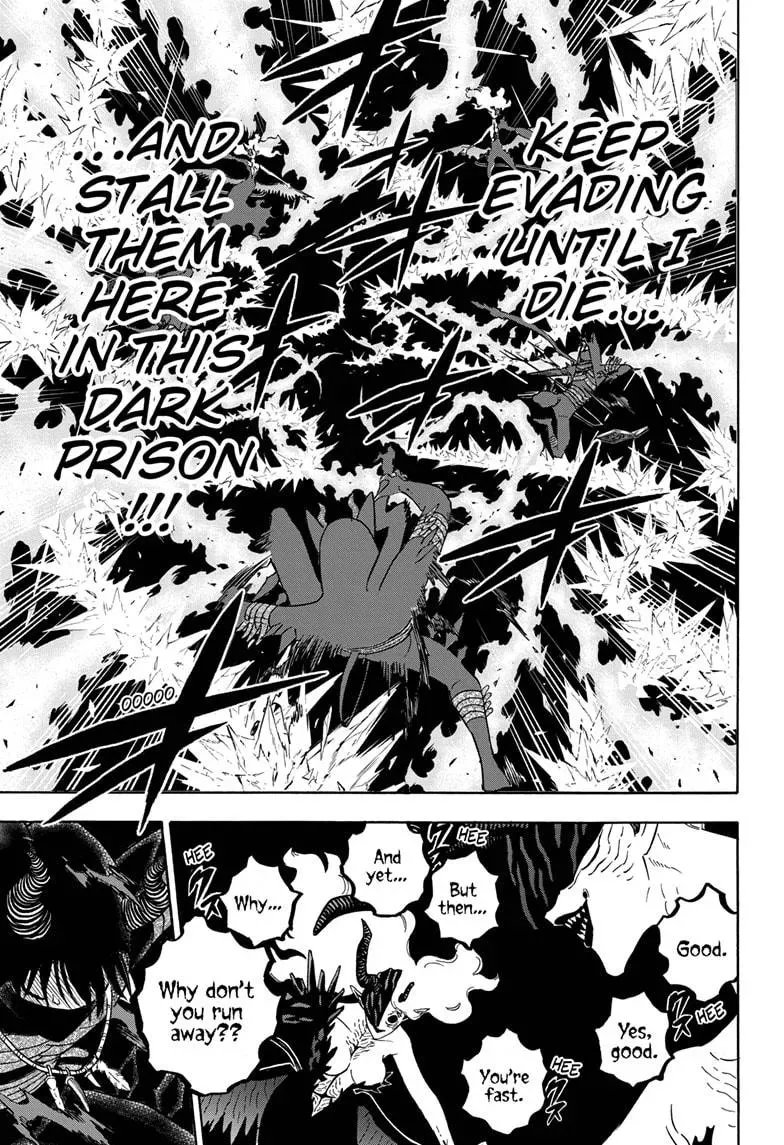 KEEP
EVADING
UNTIL I
DIE...
...AND
STALL
THEM
HERE
IN THIS
DARK
PRISON
!!!
OOOOO
Good.
HEE
Yes,
good.
HEE
You're
fast.
HEE
But
then...
And
yet...
HEE
Why...
Why don't
you run
away??